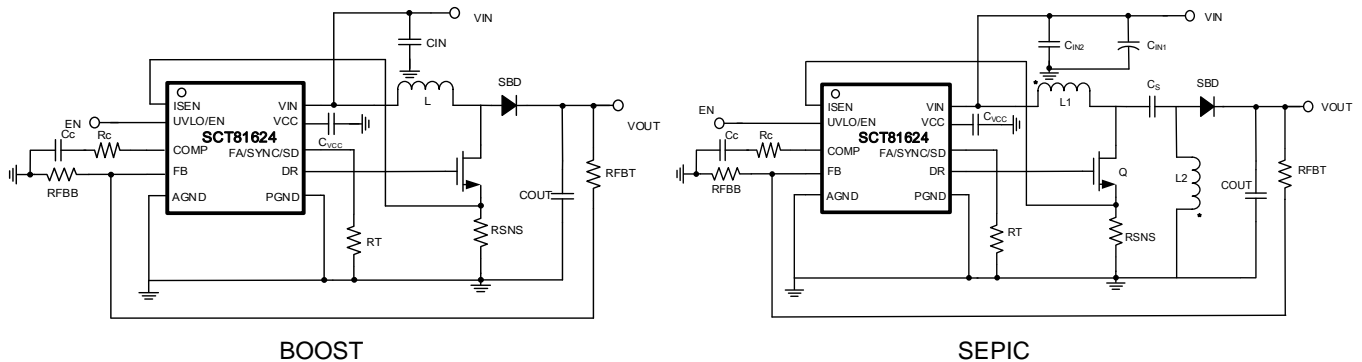 VIN
CIN
SBD
L
VOUT
ISEN
VIN
EN
UVLO/EN
VCC
SCT81624
CVCC
Cc
Rc
COMP
FA/SYNC/SD
FB
DR
RFBB
AGND
PGND
RFBT
COUT
RSNS
RT
BOOST
VIN
CIN2
CIN1
SBD
CS
L1
VOUT
ISEN
VIN
EN
UVLO/EN
VCC
SCT81624
CVCC
Cc
Rc
COMP
FA/SYNC/SD
FB
DR
Q
RFBB
AGND
PGND
L2
RFBT
COUT
RSNS
RT
SEPIC